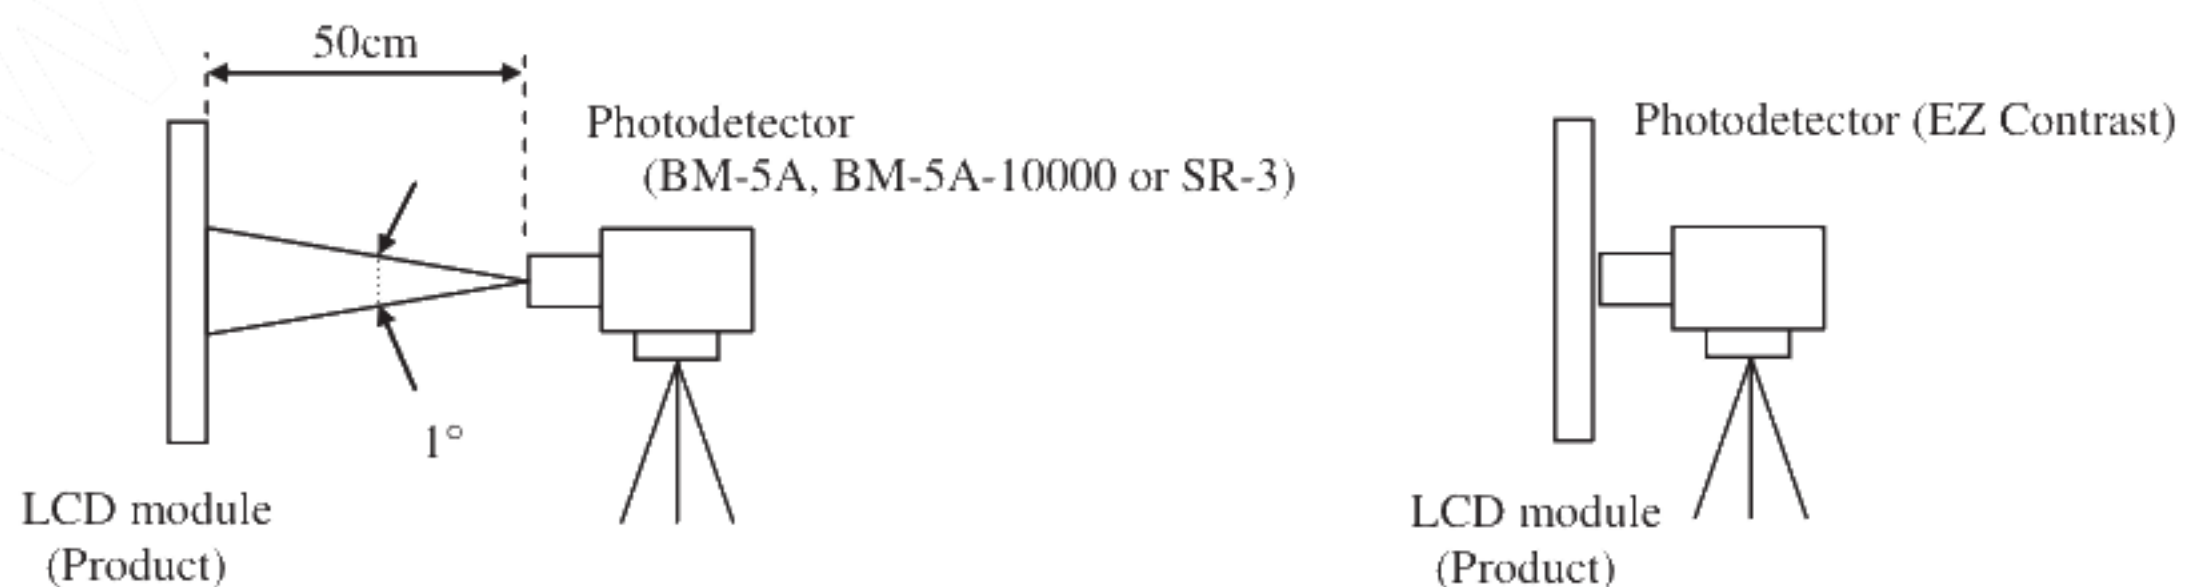 50cm
Photodetector
(BM-5A, BM-5A-10000 or SR-3)
1°
LCD module
(Product)
Photodetector (EZ Contrast)
LCD module
(Product)